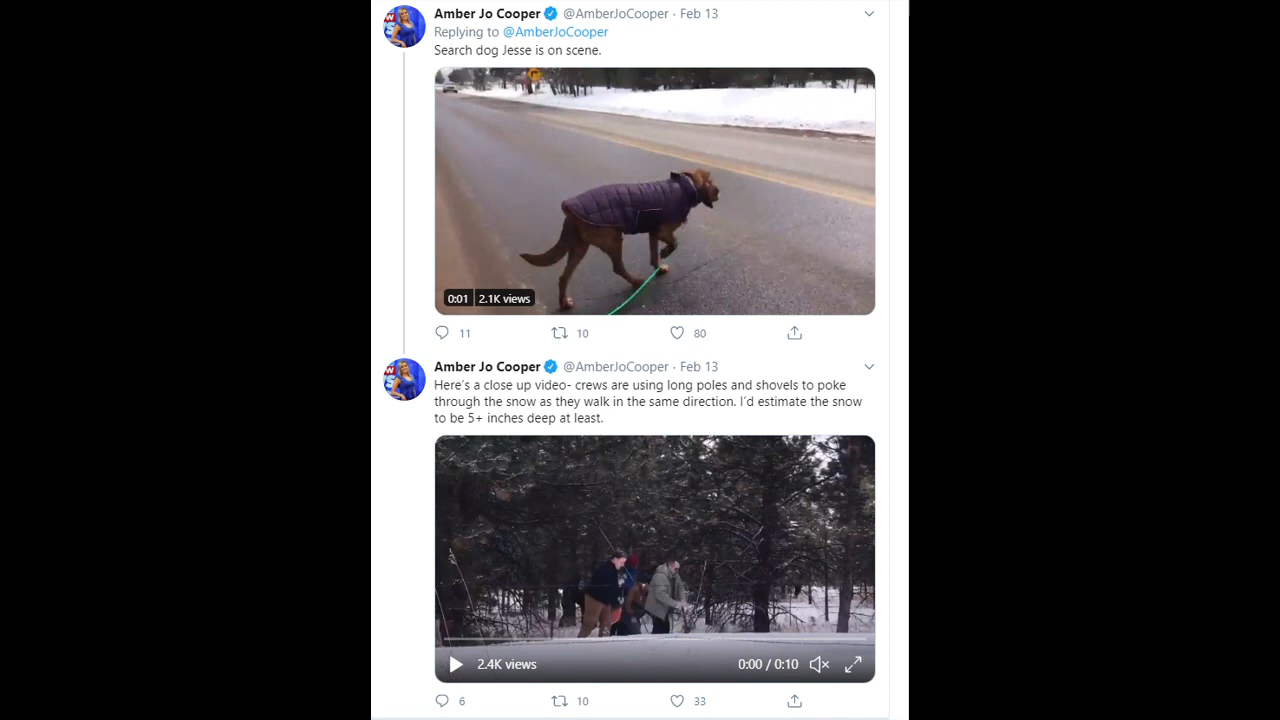 Amber Jo Cooper @AmberJoCooper · Feb 13
Replying to @AmberJoCooper
Search dog Jesse is on scene.
0:01 2.1K views
11 10 80
Amber Jo Cooper @AmberJoCooper · Feb 13
Here's a close up video- crews are using long poles and shovels to poke
through the snow as they walk in the same direction. I'd estimate the snow
to be 5+ inches deep at least.
2.4K views 0:00 / 0:10
6 10 33